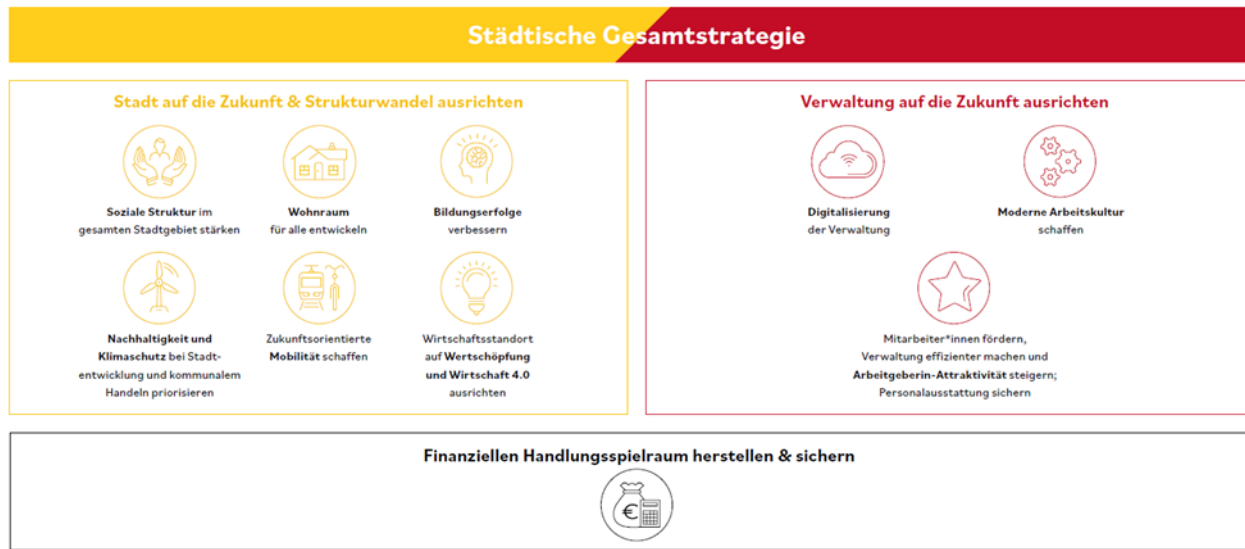 Städtische Gesamtstrategie
Stadt auf die Zukunft & Strukturwandel ausrichten
Soziale Struktur im
gesamten Stadtgebiet stärken
Wohnraum
für alle entwickeln
Bildungserfolge
verbessern
Nachhaltigkeit und
Klimaschutz bei Stadt-
entwicklung und kommunalem
Handeln priorisieren
Zukunftsorientierte
Mobilität schaffen
Wirtschaftsstandort
auf Wertschöpfung
und Wirtschaft 4.0
ausrichten
Verwaltung auf die Zukunft ausrichten
Digitalisierung
der Verwaltung
Moderne Arbeitskultur
schaffen
Mitarbeiter*innen fördern,
Verwaltung effizienter machen und
Arbeitgeberin-Attraktivität steigern;
Personalausstattung sichern
Finanziellen Handlungsspielraum herstellen & sichern
€